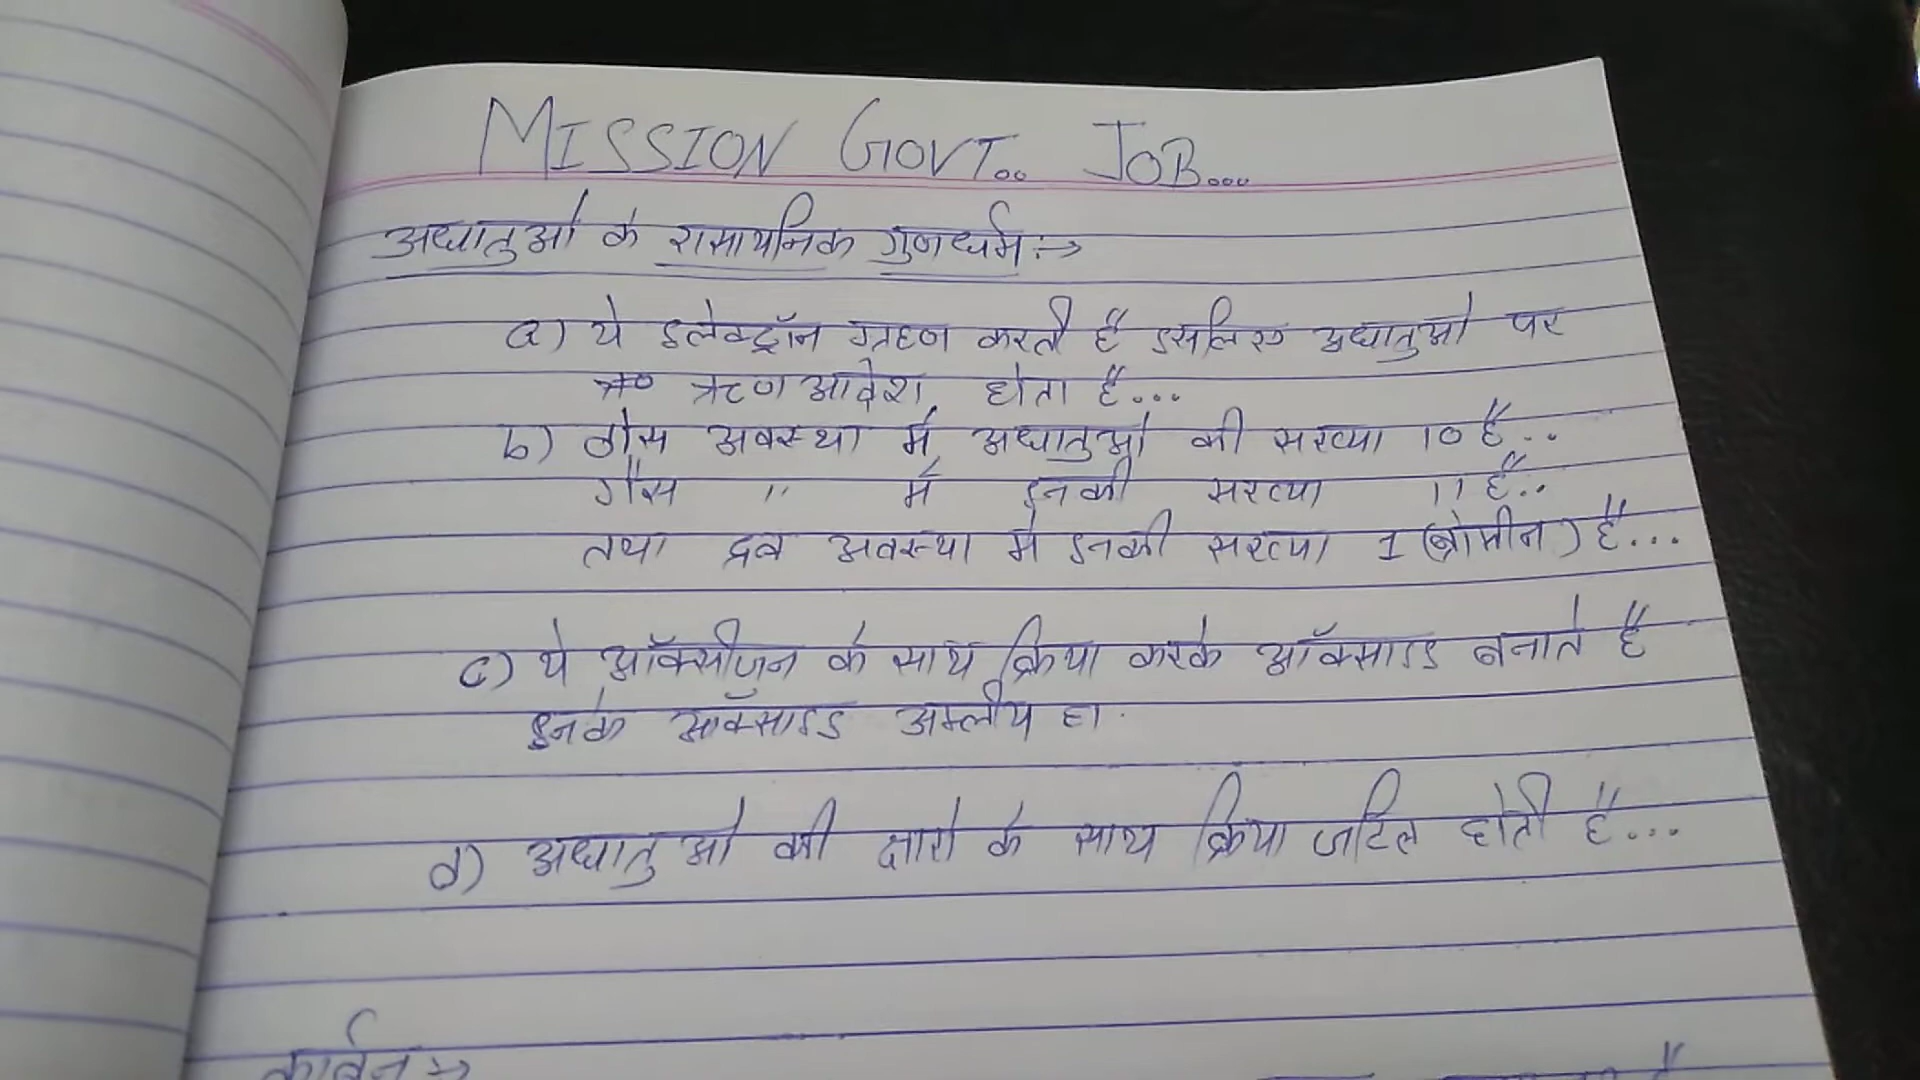 MISSION GOVT.. JOB...
अधातुओं के रासायनिक गुणधर्म :→
a) ये इलेक्ट्रॉन ग्रहण करती है इसलिए अधातुओं पर
ऋण आवेश होता है...
b) ठोस अवस्था में अधातुओं की संख्या 10 है..
गैस " में इनकी संख्या 11 है..
तथा द्रव अवस्था में इनकी संख्या 1 (ब्रोमीन) है...
c) ये ऑक्सीजन के साथ क्रिया करके ऑक्साइड बनाते है
इनके ऑक्साइड अम्लीय
d) अधातुओ की क्षारो के साथ क्रिया जटिल होती है...
कार्बन →